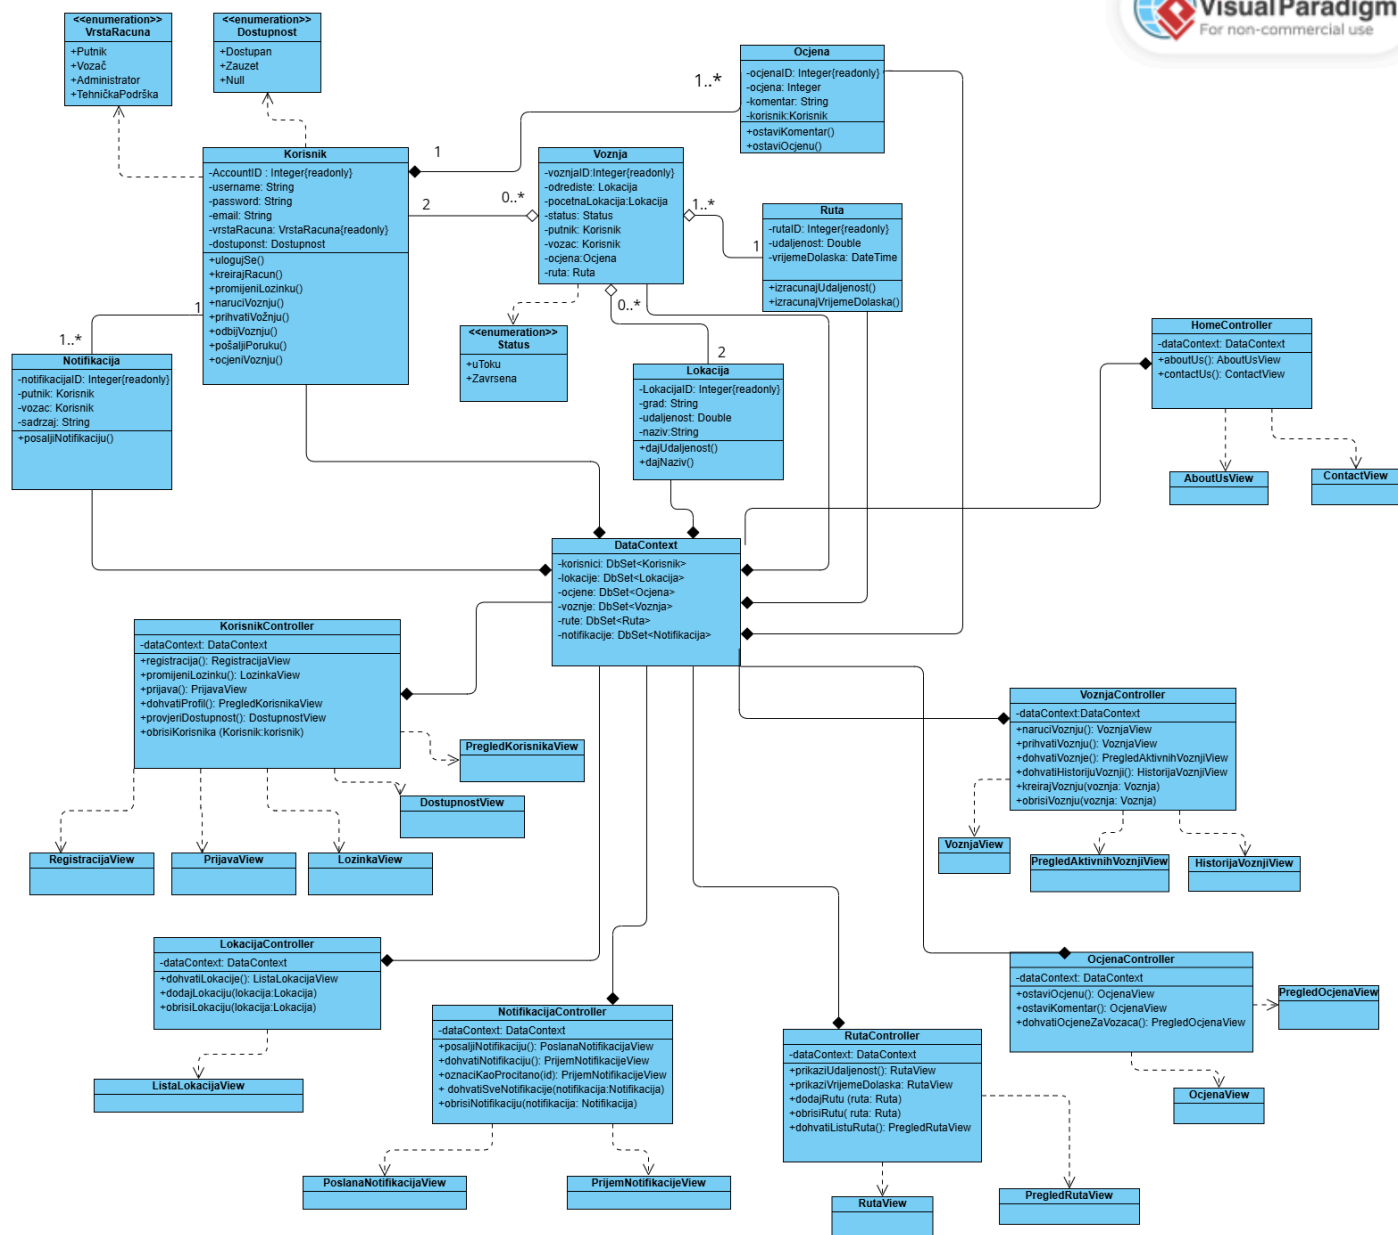 VisualParadigm
For non-commercial use
<<enumeration>>
VrstaRacuna
+Putnik
+Vozač
+Administrator
+TehničkaPodrška
<<enumeration>>
Dostupnost
+Dostupan
+Zauzet
+Null
Ocjena
-ocjenaID: Integer{readonly}
-ocjena: Integer
-komentar: String
-korisnik:Korisnik
+ostaviKomentar()
+ostaviOcjenu()
1..*
1
Korisnik
-AccountID : Integer{readonly}
-username: String
-password: String
-email: String
-vrstaRacuna: VrstaRacuna{readonly}
-dostuponst: Dostupnost
+ulogujSe()
+kreirajRacun()
+promijeniLozinku()
+naruciVoznju()
+prihvatiVožnju()
+odbijVoznju()
+pošaljiPoruku()
+ocjeniVoznju()
2
0..*
Voznja
-voznjaID:Integer{readonly}
-odrediste: Lokacija
-pocetnaLokacija:Lokacija
-status: Status
-putnik: Korisnik
-vozac: Korisnik
-ocjena:Ocjena
-ruta: Ruta
1..*
1
Ruta
-rutaID: Integer{readonly}
-udaljenost: Double
-vrijemeDolaska: DateTime
+izracunajUdaljenost()
+izracunajVrijemeDolaska()
1
1..*
Notifikacija
-notifikacijaID: Integer{readonly}
-putnik: Korisnik
-vozac: Korisnik
-sadrzaj: String
+posaljiNotifikaciju()
<<enumeration>>
Status
+uToku
+Zavrsena
0..*
2
Lokacija
-LokacijaID: Integer{readonly}
-grad: String
-udaljenost: Double
-naziv:String
+dajUdaljenost()
+dajNaziv()
HomeController
-dataContext: DataContext
+aboutUs(): AboutUsView
+contactUs(): ContactView
AboutUsView
ContactView
DataContext
-korisnici: DbSet<Korisnik>
-lokacije: DbSet<Lokacija>
-ocjene: DbSet<Ocjena>
-voznje: DbSet<Voznja>
-rute: DbSet<Ruta>
-notifikacije: DbSet<Notifikacija>
KorisnikController
-dataContext: DataContext
+registracija(): RegistracijaView
+promijeniLozinku(): LozinkaView
+prijava(): PrijavaView
+dohvatiProfil(): PregledKorisnikaView
+provjeriDostupnost(): DostupnostView
+obrisiKorisnika (Korisnik:korisnik)
PregledKorisnikaView
DostupnostView
RegistracijaView
PrijavaView
LozinkaView
VoznjaController
-dataContext:DataContext
+naruciVoznju(): VoznjaView
+prihvatiVoznju(): VoznjaView
+dohvatiVoznje(): PregledAktivnihVoznjiView
+dohvatiHistorijuVoznji(): HistorijaVoznjiView
+kreirajVoznju(voznja: Voznja)
+obrisiVoznju(voznja: Voznja)
VoznjaView
PregledAktivnihVoznjiView
HistorijaVoznjiView
LokacijaController
-dataContext: DataContext
+dohvatiLokacije(): ListaLokacijaView
+dodajLokaciju(lokacija:Lokacija)
+obrisiLokaciju(lokacija:Lokacija)
ListaLokacijaView
NotifikacijaController
-dataContext: DataContext
+posaljiNotifikaciju(): PoslanaNotifikacijaView
+dohvatiNotifikaciju(): PrijemNotifikacijeView
+oznaciKaoProcitano(id): PrijemNotifikacijeView
+ dohvatiSveNotifikacije(notifikacija:Notifikacija)
+obrisiNotifikaciju(notifikacija: Notifikacija)
PoslanaNotifikacijaView
PrijemNotifikacijeView
RutaController
-dataContext: DataContext
+prikaziUdaljenost(): RutaView
+prikaziVrijemeDolaska: RutaView
+dodajRutu (ruta: Ruta)
+obrisiRutu( ruta: Ruta)
+dohvatiListuRuta(): PregledRutaView
RutaView
PregledRutaView
OcjenaController
-dataContext: DataContext
+ostaviOcjenu(): OcjenaView
+ostaviKomentar(): OcjenaView
+dohvatiOcjeneZaVozaca(): PregledOcjenaView
PregledOcjenaView
OcjenaView